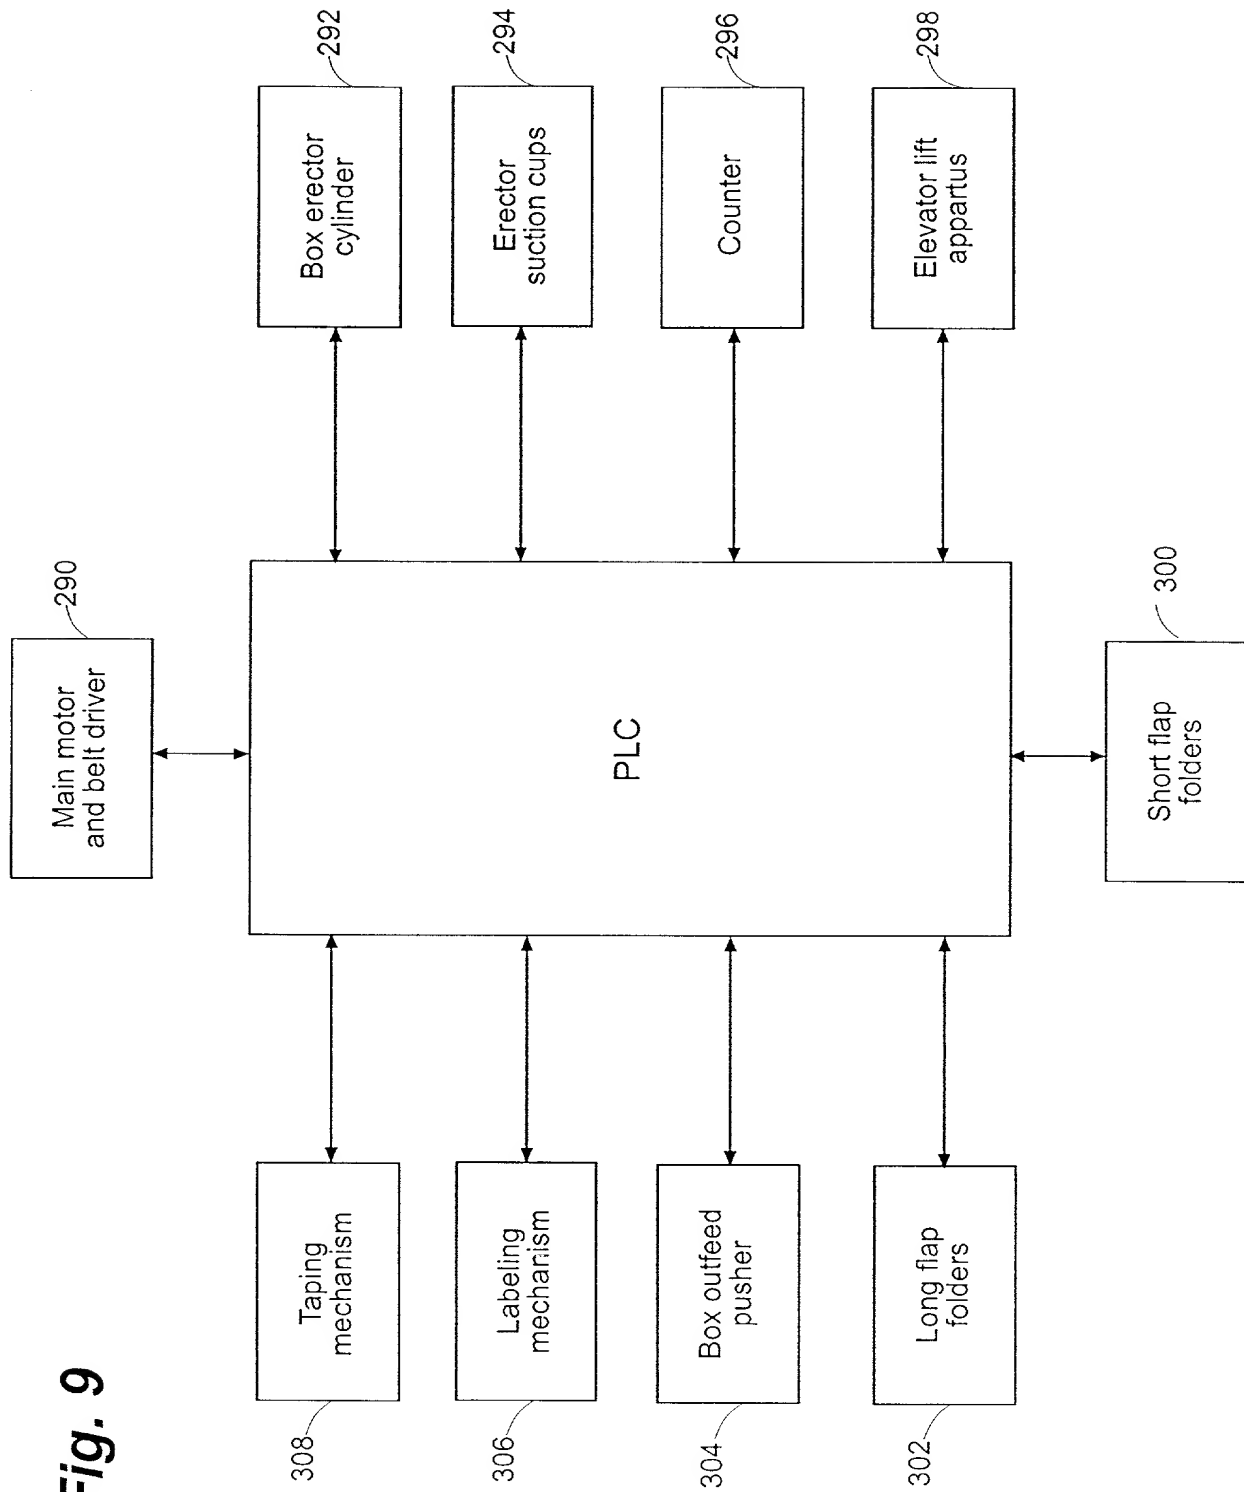 Fig. 9
Main motor
and belt driver
290
Taping
mechanism
308
Box erector
cylinder
292
Labeling
mechanism
306
Erector
suction cups
294
PLC
Box outfeed
pusher
304
Counter
296
Long flap
folders
302
Elevator lift
appartus
298
Short flap
folders
300